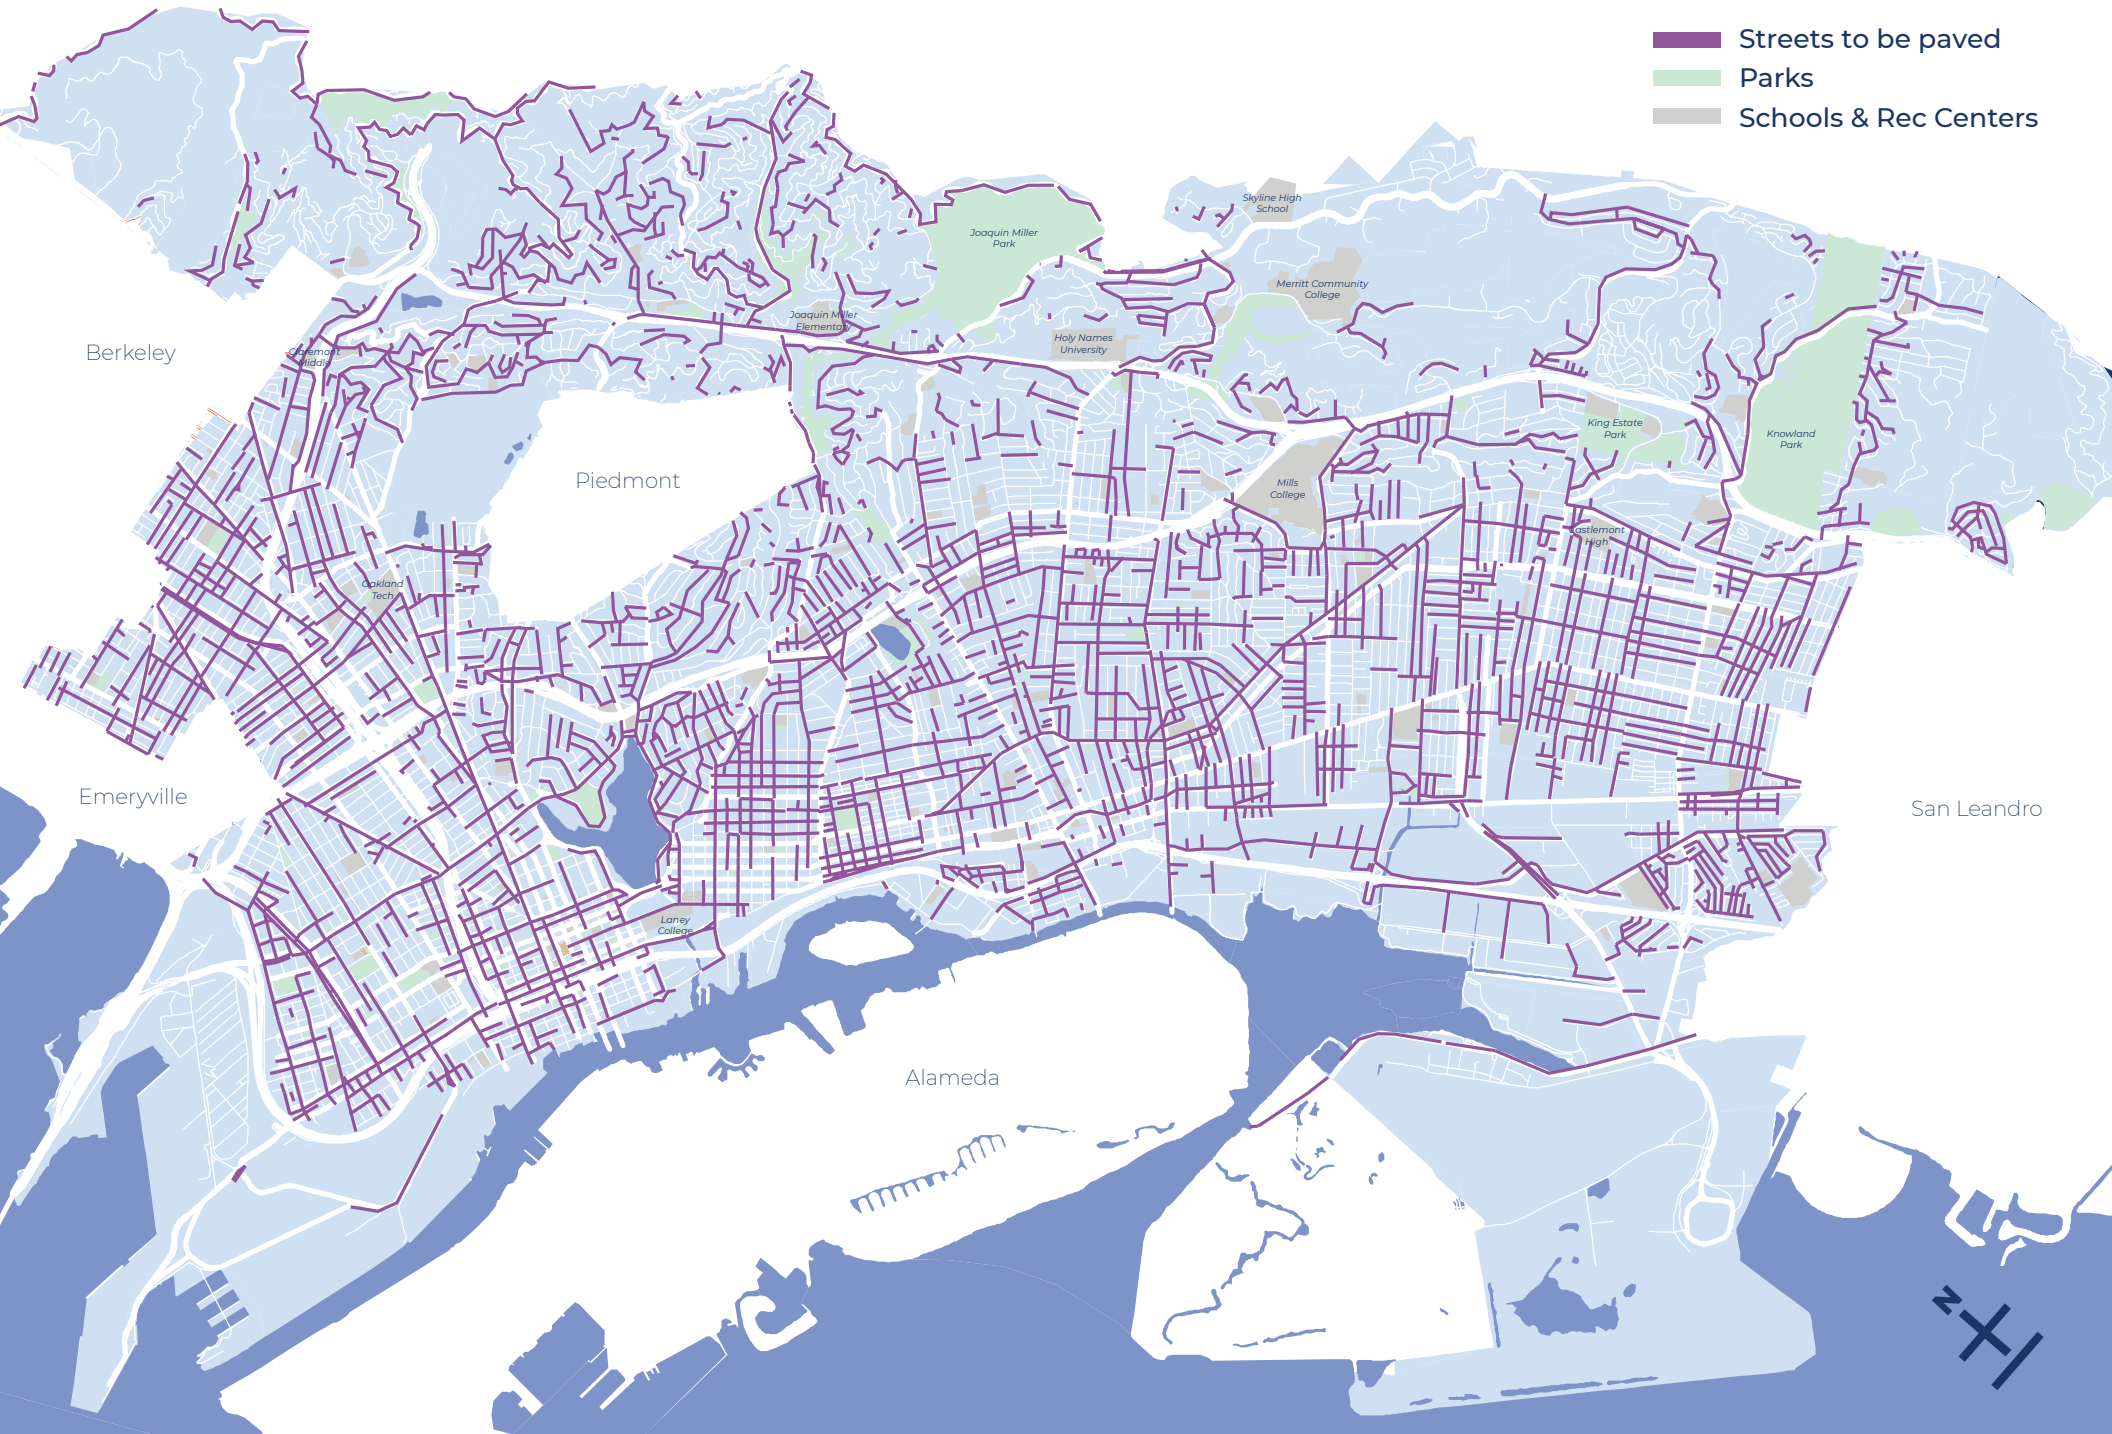 Streets to be paved
Parks
Schools & Rec Centers
Skyline High
School
Joaquin Miller
Park
Merritt Community
College
Joaquin Miller
Elementary
Holy Names
University
Berkeley
Claremont
Middle
King Estate
Park
Knowland
Park
Piedmont
Mills
College
Castlemont
High
Oakland
Tech
Emeryville
San Leandro
Laney
College
Alameda
N